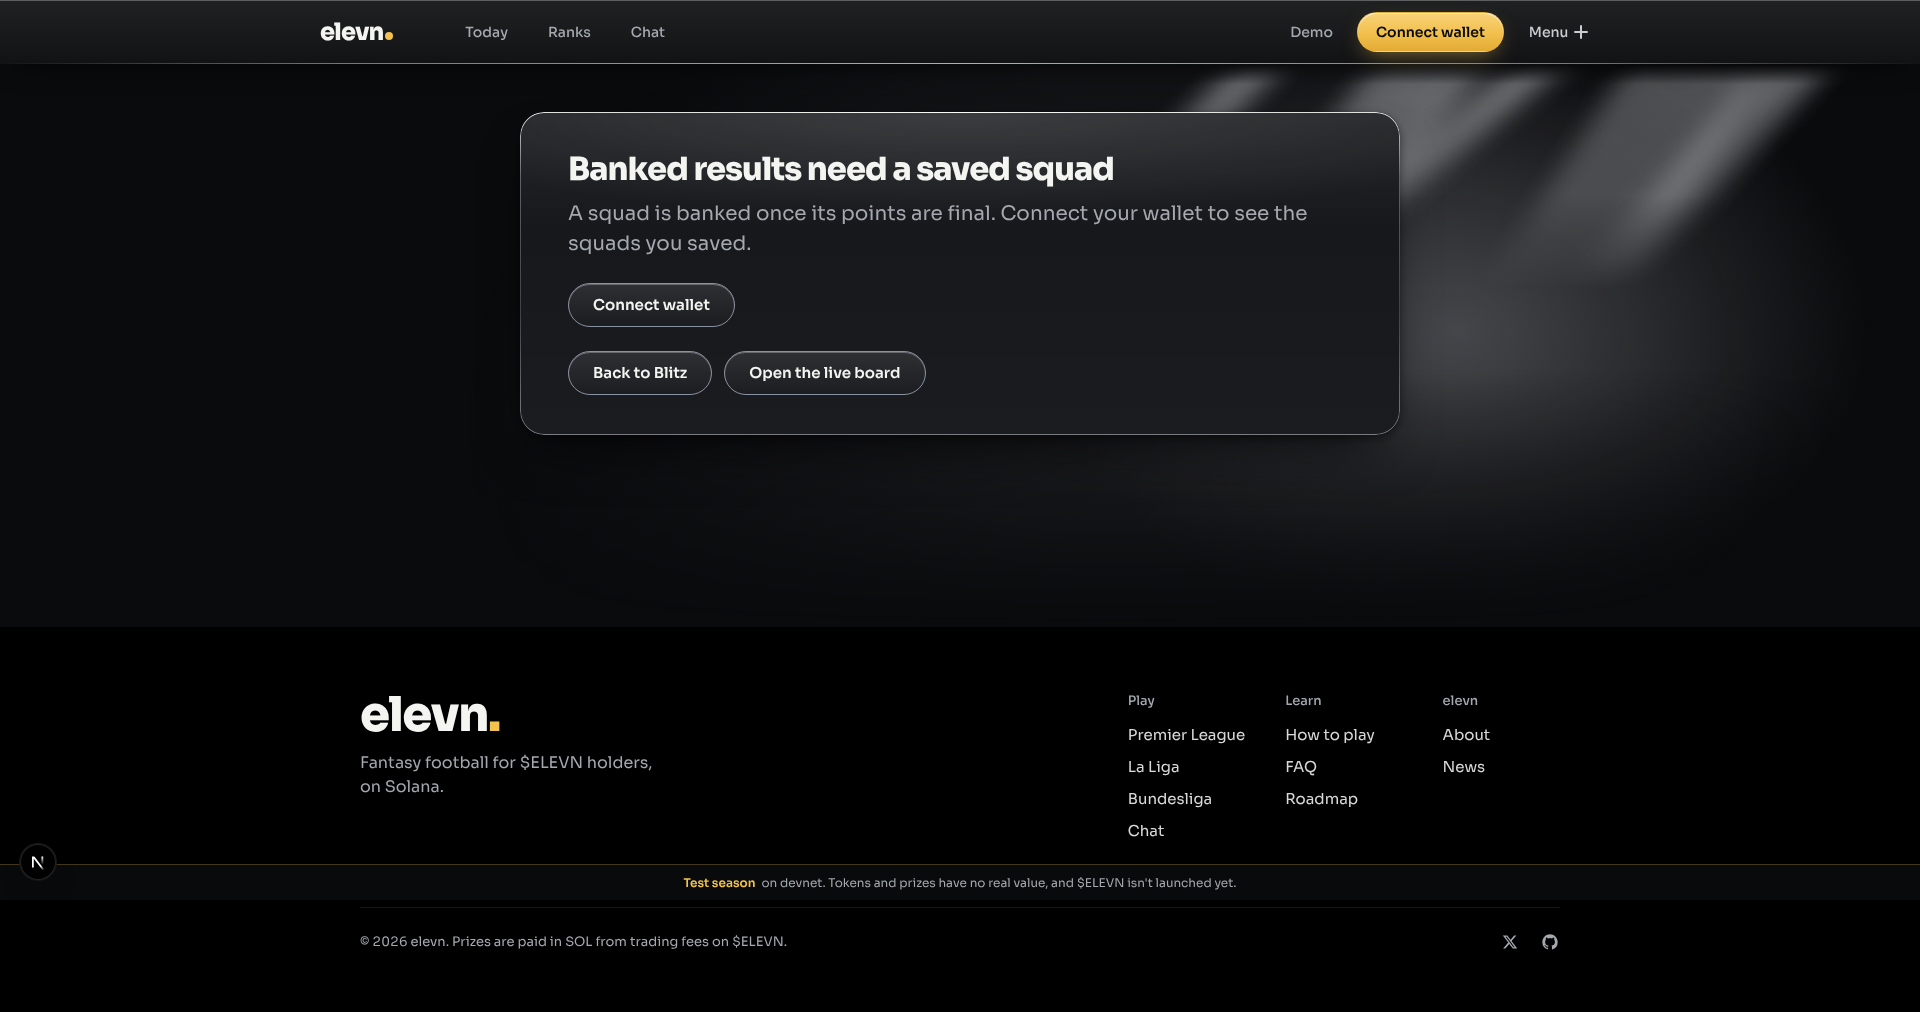 elevn.
Today
Ranks
Chat
Demo
Connect wallet
Menu
Banked results need a saved squad
A squad is banked once its points are final. Connect your wallet to see the
squads you saved.
Connect wallet
Back to Blitz
Open the live board
elevn.
Fantasy football for $ELEVN holders,
on Solana.
Play
Premier League
La Liga
Bundesliga
Chat
Learn
How to play
FAQ
Roadmap
elevn
About
News
N
Test season on devnet. Tokens and prizes have no real value, and $ELEVN isn't launched yet.
© 2026 elevn. Prizes are paid in SOL from trading fees on $ELEVN.